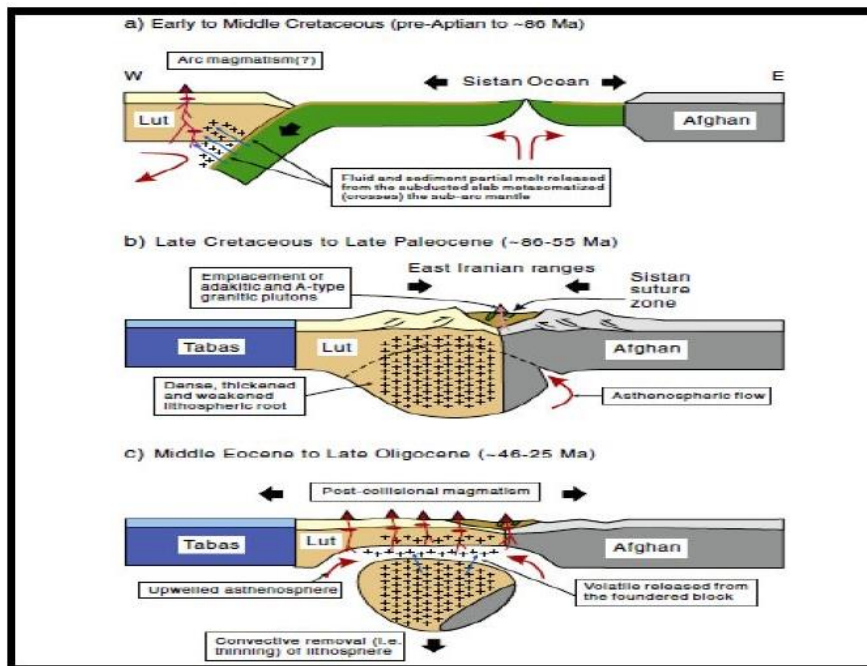 a) Early to Middle Cretaceous (pre-Aptian to ~86 Ma)
Arc magmatism(?)
W
Sistan Ocean
E
Lut
Afghan
Fluid and sediment partial melt released
from the subducted slab metasomatized
(crosses) the sub-arc mantle
b) Late Cretaceous to Late Paleocene (~86-55 Ma)
Emplacement of
adakitic and A-type
granitic plutons
East Iranian ranges
Sistan
suture
zone
Tabas
Lut
Afghan
Dense, thickened
and weakened
lithospheric root
Asthenospheric flow
c) Middle Eocene to Late Oligocene (~46-25 Ma)
Post-collisional magmatism
Tabas
Lut
Afghan
Upwelled asthenosphere
Volatile released from
the foundered block
Convective removal (i.e.
thinning) of lithosphere